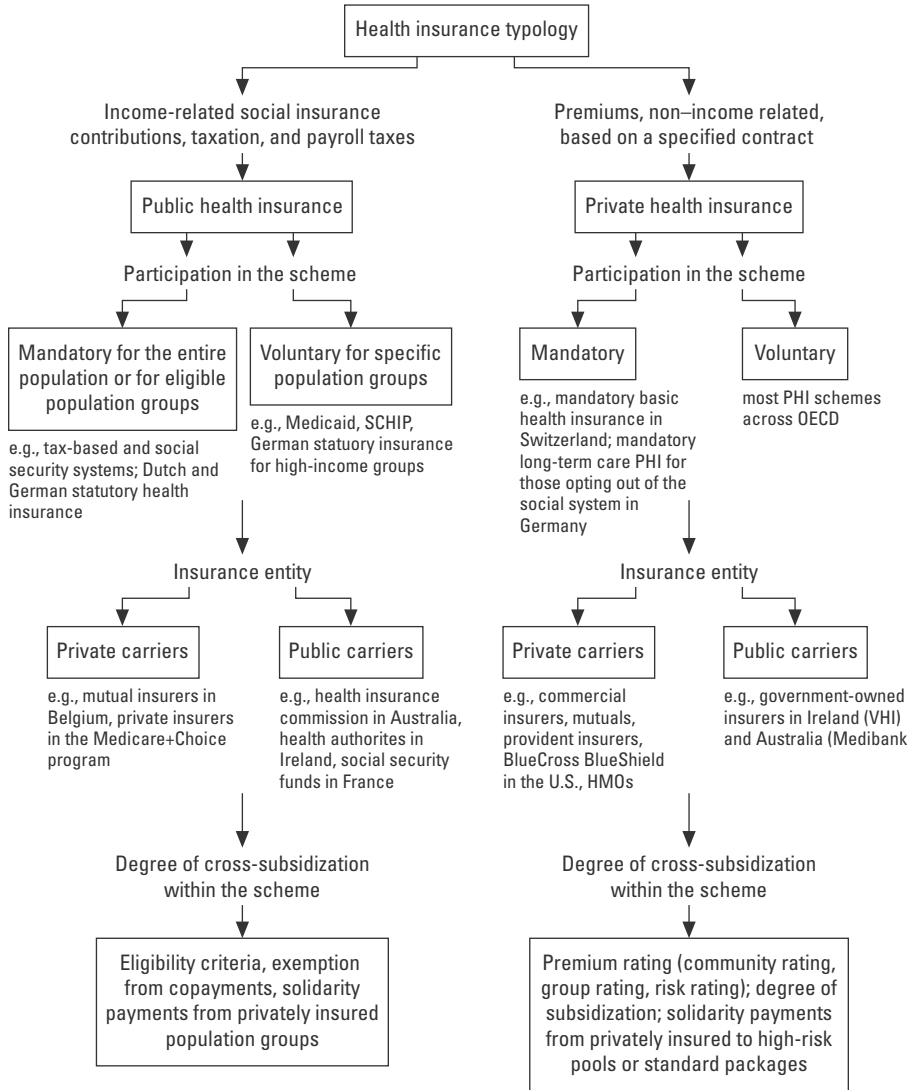 Health insurance typology
Income-related social insurance
contributions, taxation, and payroll taxes
Premiums, non–income related,
based on a specified contract
Public health insurance
Private health insurance
Participation in the scheme
Participation in the scheme
Mandatory for the entire
population or for eligible
population groups
e.g., tax-based and social
security systems; Dutch and
German statutory health
insurance
Voluntary for specific
population groups
e.g., Medicaid, SCHIP,
German statuory insurance
for high-income groups
Mandatory
e.g., mandatory basic
health insurance in
Switzerland; mandatory
long-term care PHI for
those opting out of the
social system in
Germany
Voluntary
most PHI schemes
across OECD
Insurance entity
Insurance entity
Private carriers
e.g., mutual insurers in
Belgium, private insurers
in the Medicare+Choice
program
Public carriers
e.g., health insurance
commission in Australia,
health authorites in
Ireland, social security
funds in France
Private carriers
e.g., commercial
insurers, mutuals,
provident insurers,
BlueCross BlueShield
in the U.S., HMOs
Public carriers
e.g., government-owned
insurers in Ireland (VHI)
and Australia (Medibank
Degree of cross-subsidization
within the scheme
Degree of cross-subsidization
within the scheme
Eligibility criteria, exemption
from copayments, solidarity
payments from privately insured
population groups
Premium rating (community rating,
group rating, risk rating); degree of
subsidization; solidarity payments
from privately insured to high-risk
pools or standard packages